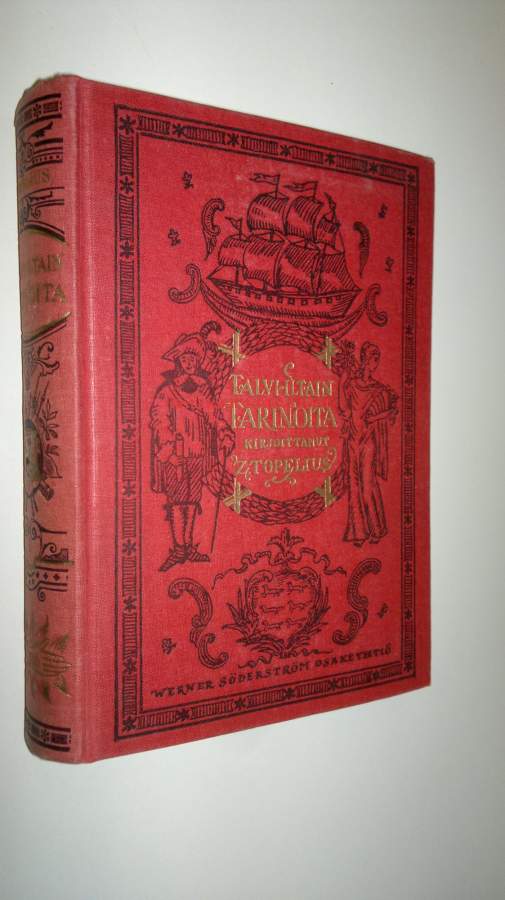 TALVI-ILTAIN
TARINOITA
KIRJOITTANUT
Z. TOPELIUS
WERNER SÖDERSTRÖM OSAKEYHTIÖ